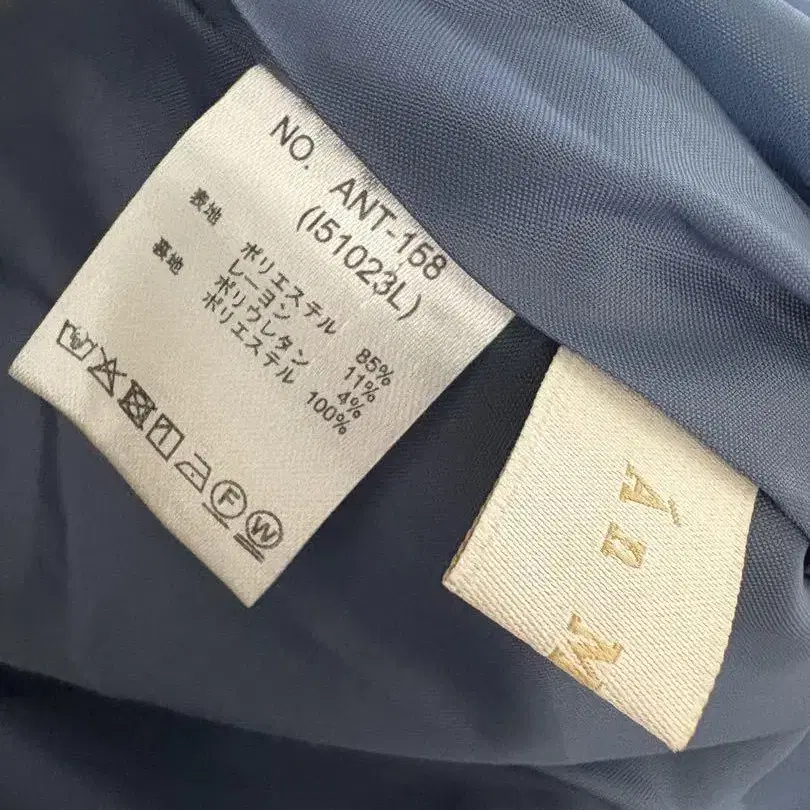 NO. ANT-158
(I51023L)
表地 ポリエステル 85%
レーヨン 11%
ポリウレタン 4%
裏地 ポリエステル 100%
F W